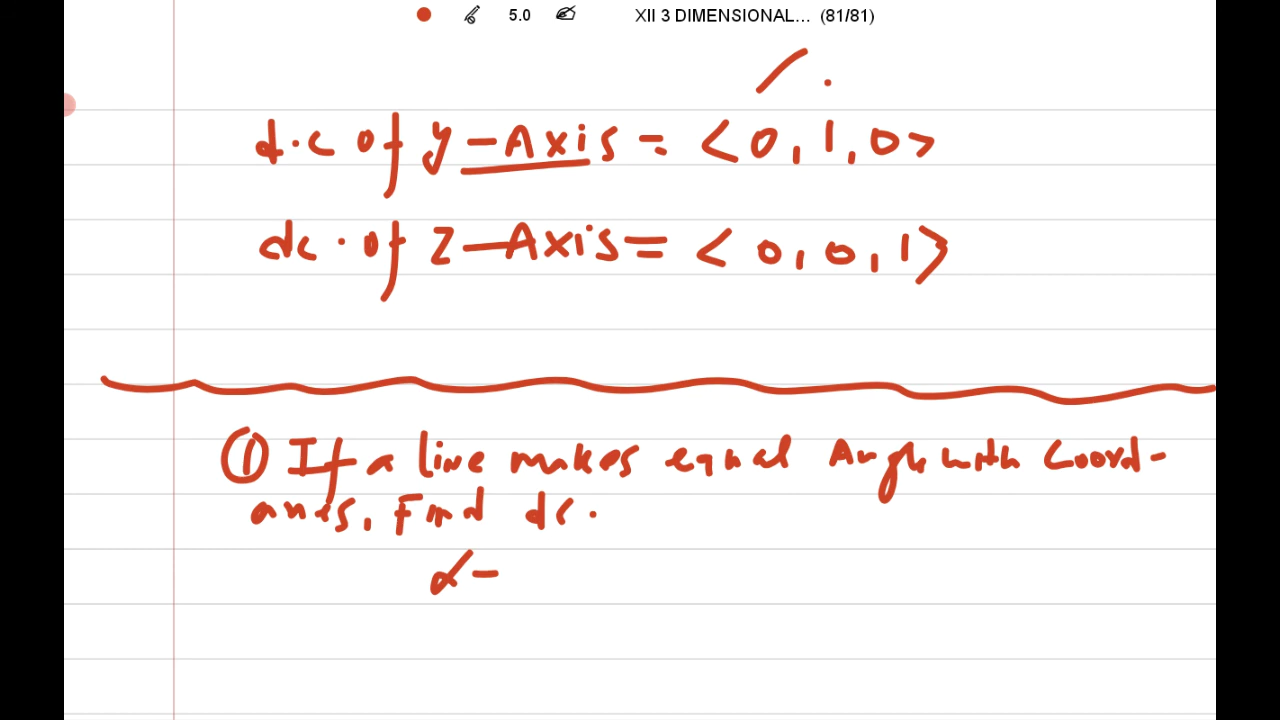 5.0 XII 3 DIMENSIONAL... (81/81)
d.c of y-Axis = <0,1,0>
dc. of Z-Axis = <0,0,1>
① If a line makes equal Angle with Coord-
axes, Find dc.
α-